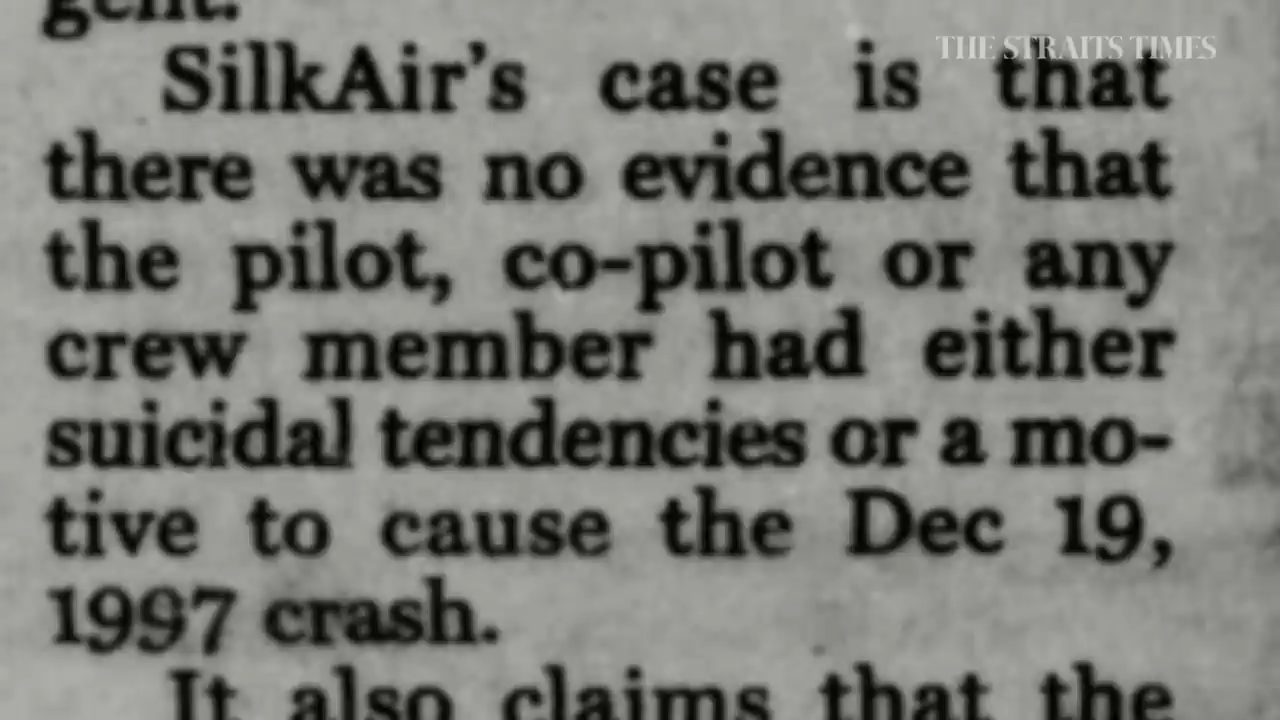 gent.
THE STRAITS TIMES
SilkAir's case is that
there was no evidence that
the pilot, co-pilot or any
crew member had either
suicidal tendencies or a mo-
tive to cause the Dec 19,
1997 crash.
It also claims that the